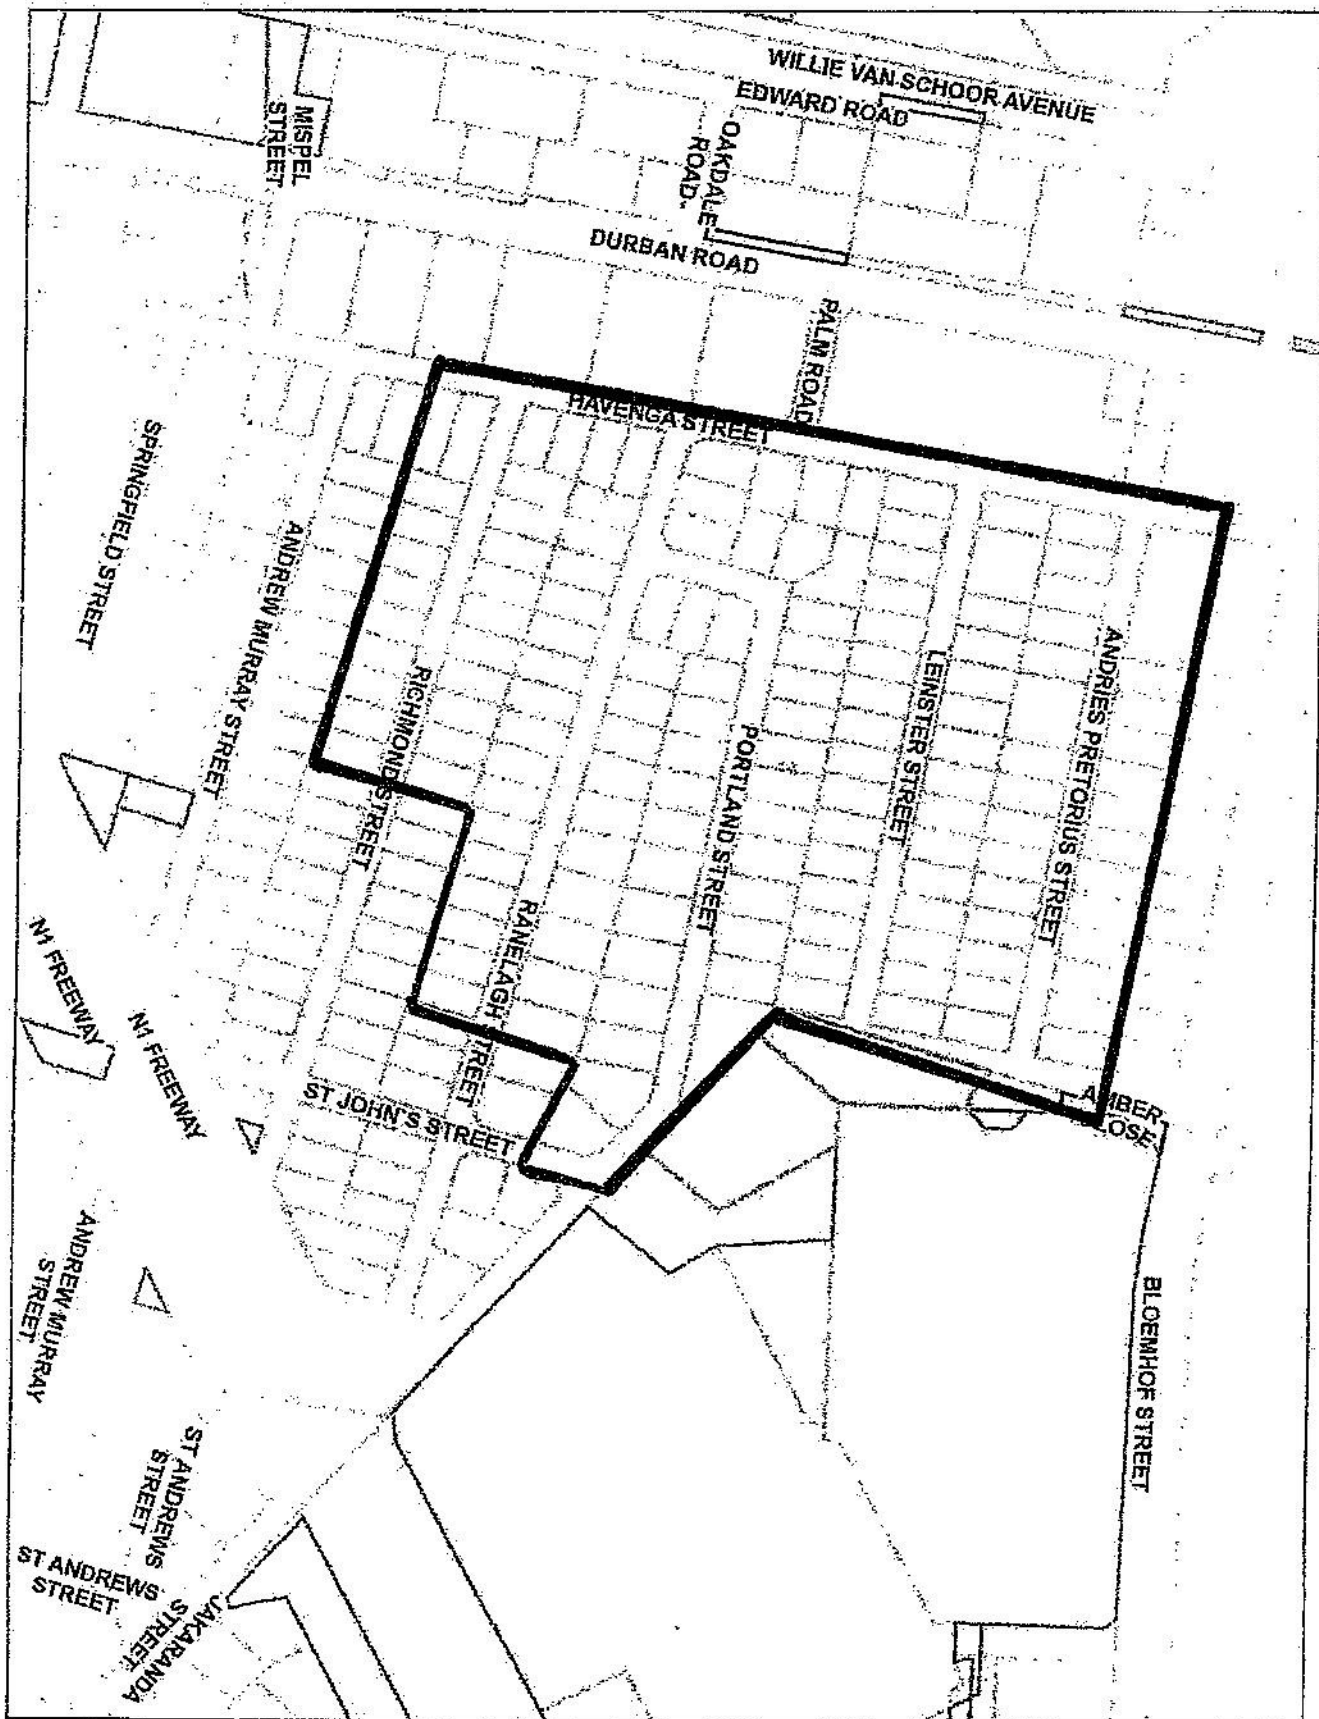 WILLIE VAN SCHOOR AVENUE
EDWARD ROAD
MISPEL
STREET
OAKDALE
ROAD
DURBAN ROAD
PALM ROAD
HAVENGA STREET
SPRINGFIELD STREET
ANDREW MURRAY STREET
RICHMOND STREET
RANELAGH STREET
PORTLAND STREET
LEINSTER STREET
ANDRIES PRETORIUS STREET
N1 FREEWAY
N1 FREEWAY
ST JOHN'S STREET
AMBER
OSE
ANDREW MURRAY
STREET
BLOEMHOF STREET
ST ANDREWS
STREET
ST ANDREWS
STREET
JAKARANDA
STREET